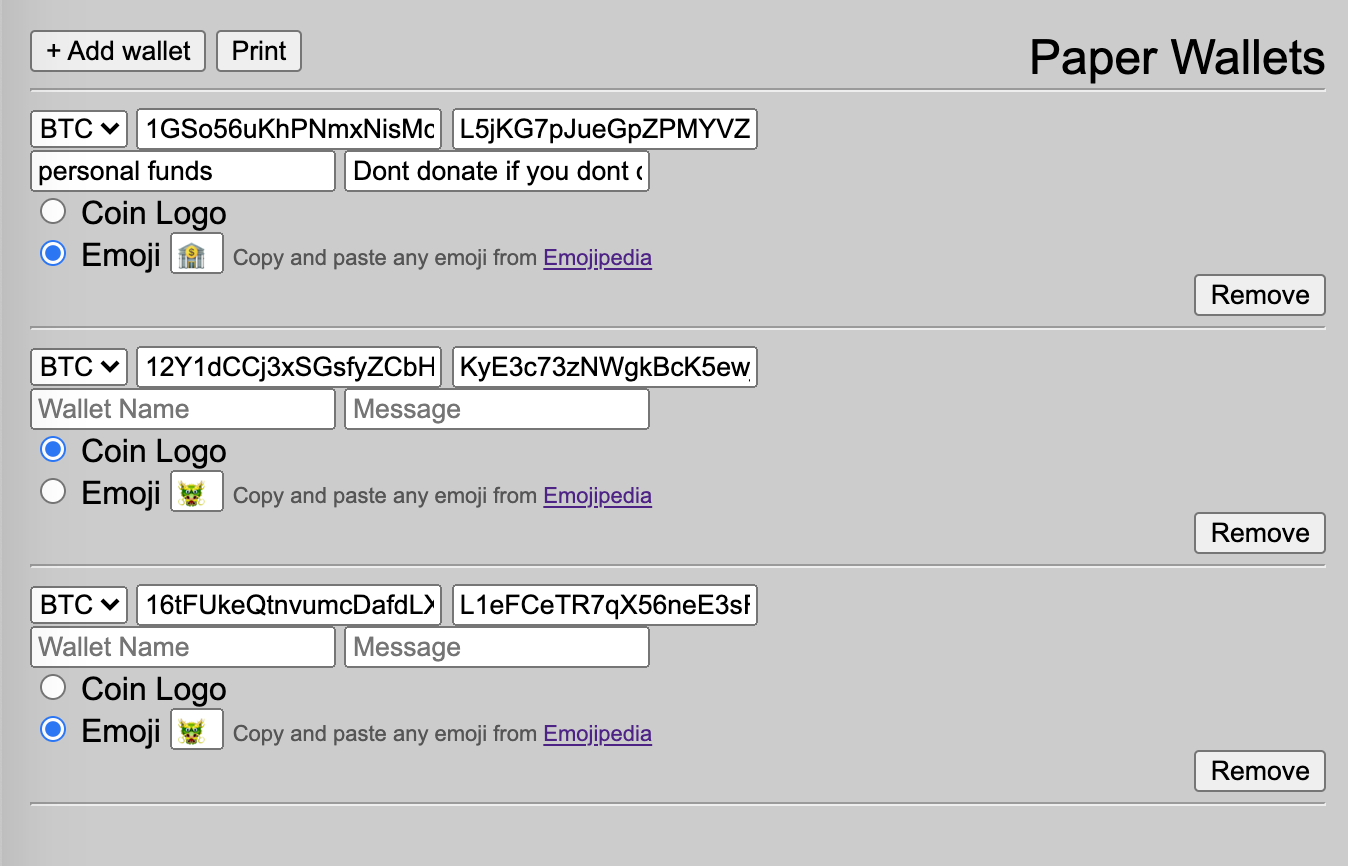 + Add wallet Print Paper Wallets
BTC 1GSo56uKhPNmxNisMc L5jKG7pJueGpZPMYVZ
personal funds Dont donate if you dont c
Coin Logo
Emoji Copy and paste any emoji from Emojipedia
Remove
BTC 12Y1dCCj3xSGsfyZCbH KyE3c73zNWgkBcK5ew
Wallet Name Message
Coin Logo
Emoji Copy and paste any emoji from Emojipedia
Remove
BTC 16tFUkeQtnvumcDafdLX L1eFCeTR7qX56neE3sF
Wallet Name Message
Coin Logo
Emoji Copy and paste any emoji from Emojipedia
Remove